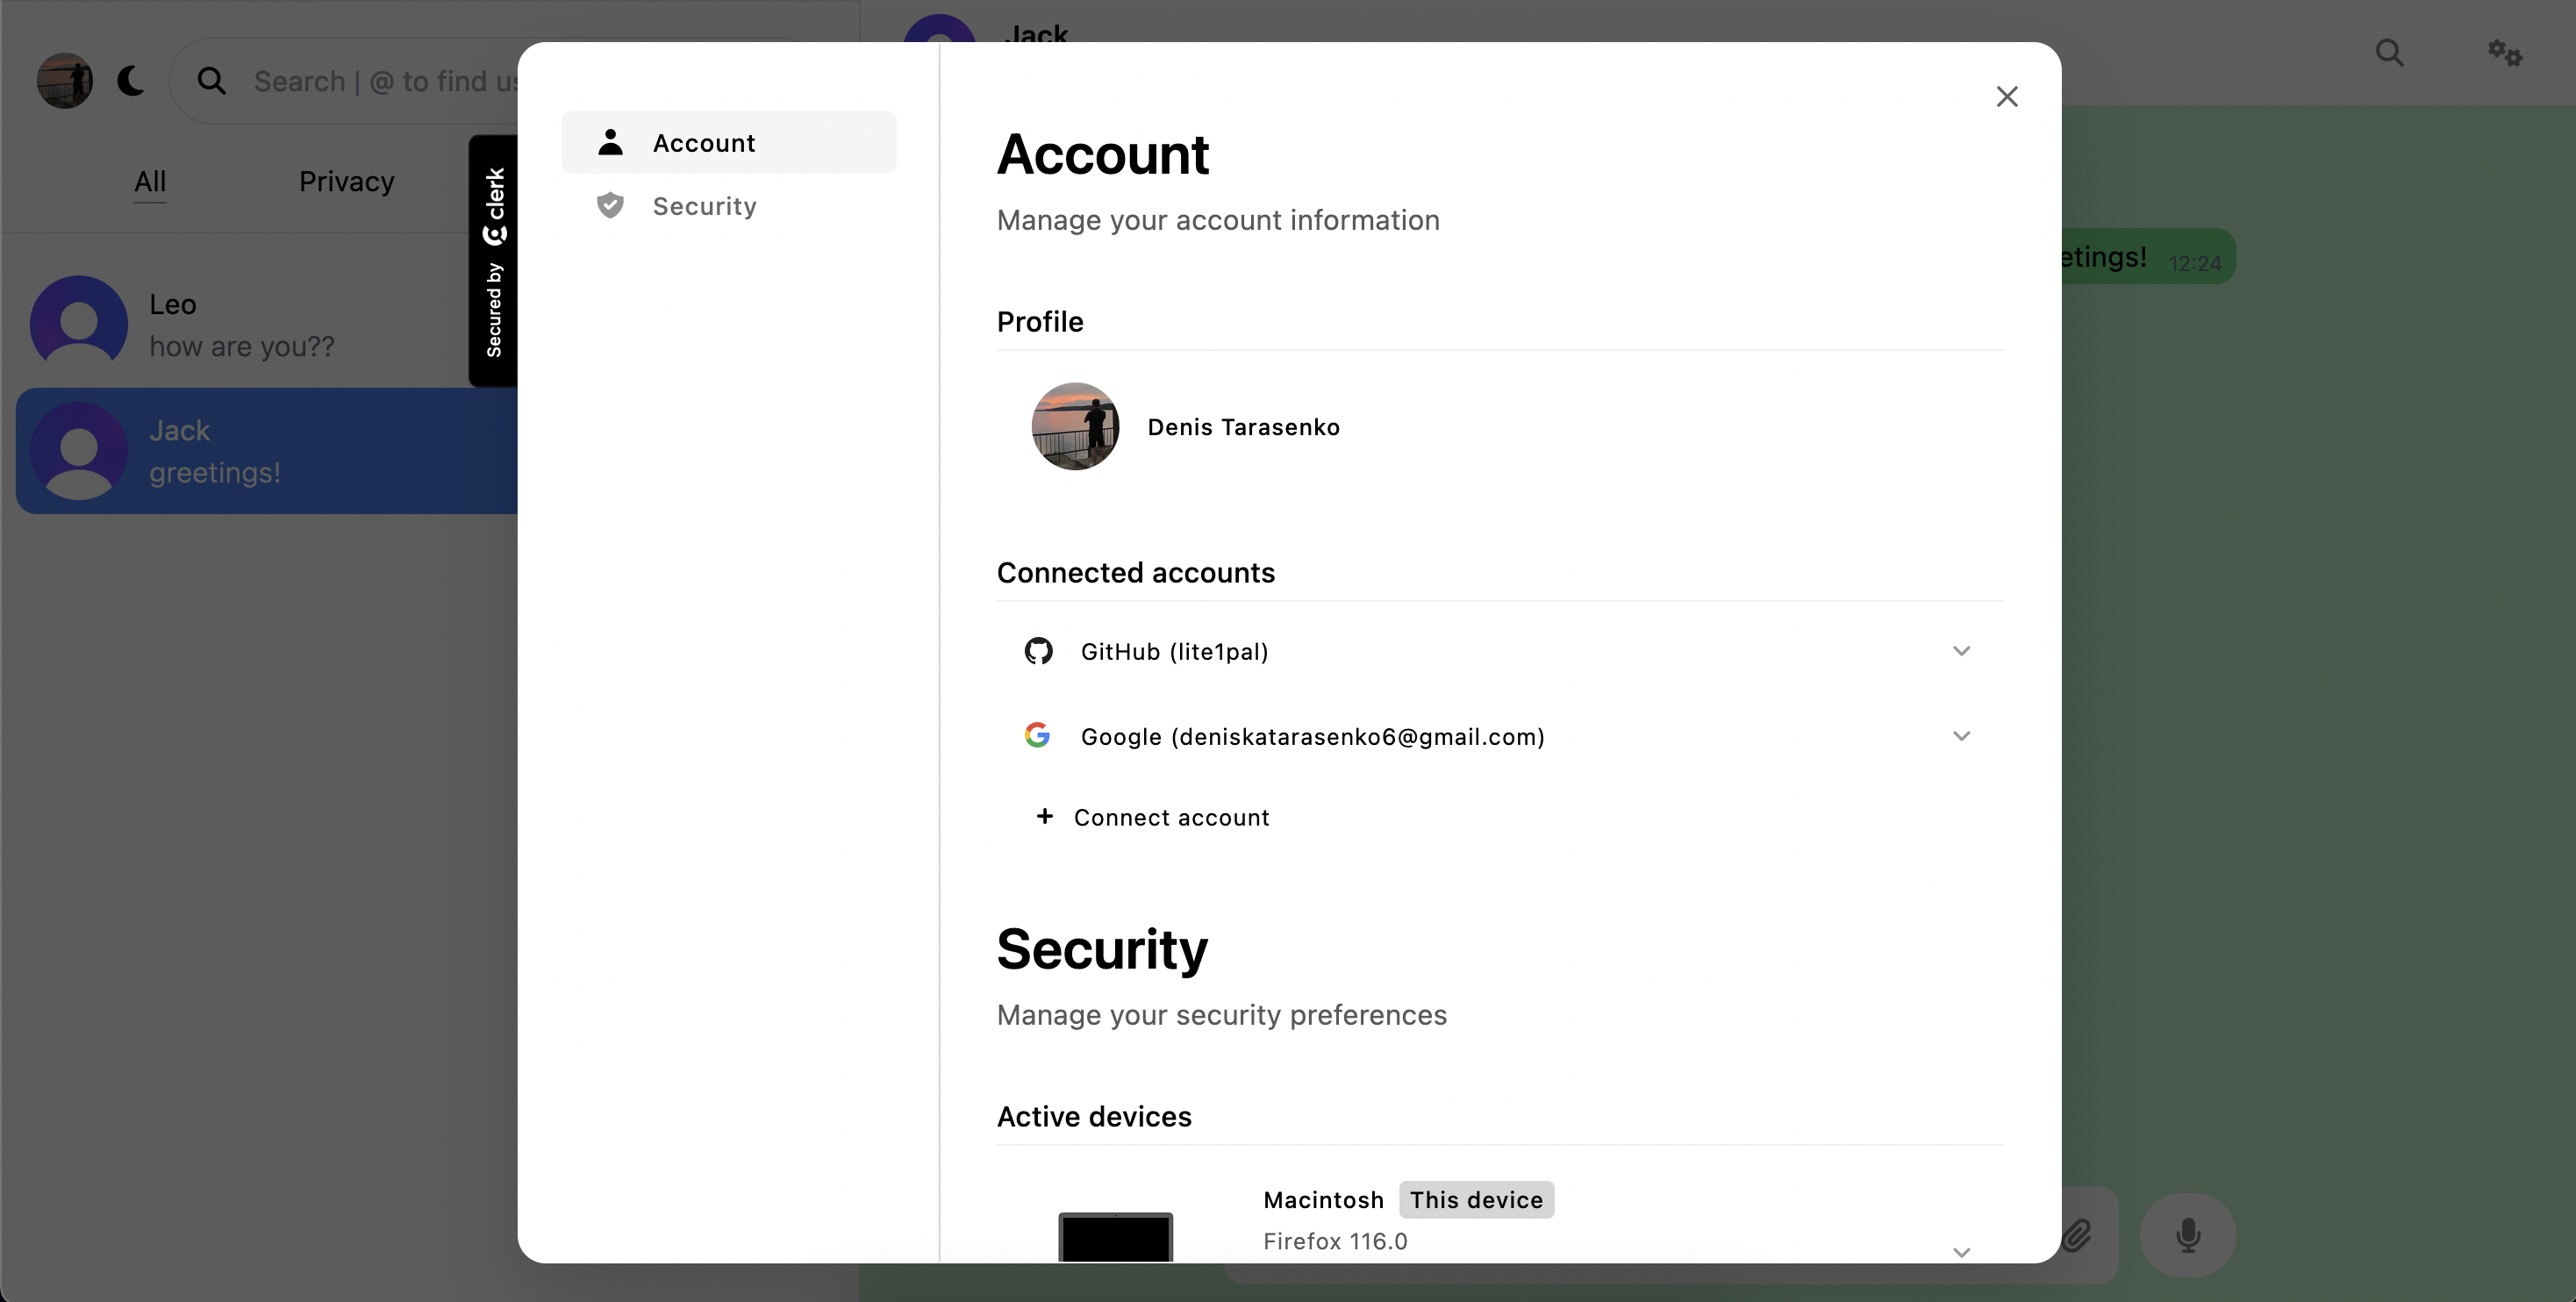 Search | @ to find us
All
Privacy
Leo
how are you??
Jack
greetings!
Secured by clerk
Account
Security
Jack
etings! 12:24
Account
Manage your account information
Profile
Denis Tarasenko
Connected accounts
GitHub (lite1pal)
Google (deniskatarasenko6@gmail.com)
+ Connect account
Security
Manage your security preferences
Active devices
Macintosh This device
Firefox 116.0